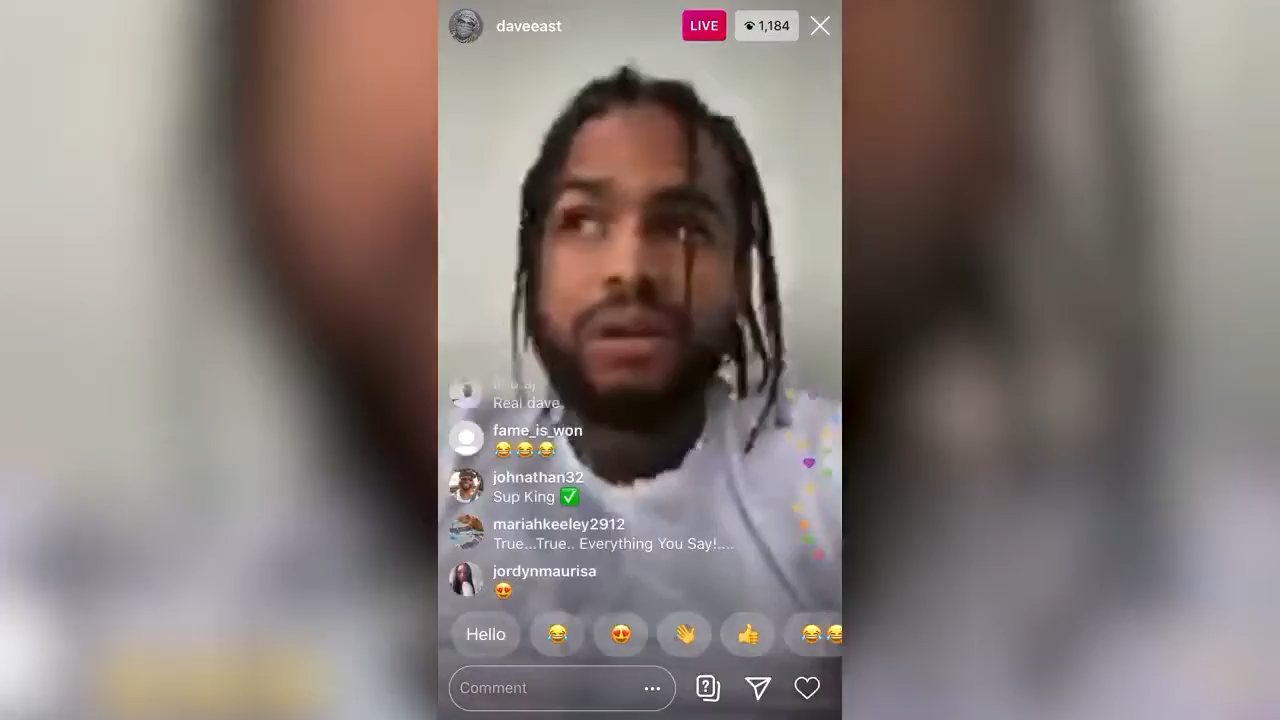 daveeast
LIVE
1,184
Real dave
fame_is_won
😂😂😂
johnathan32
Sup King ✅
mariahkeeley2912
True...True.. Everything You Say!....
jordynmaurisa
😍
Hello
Comment